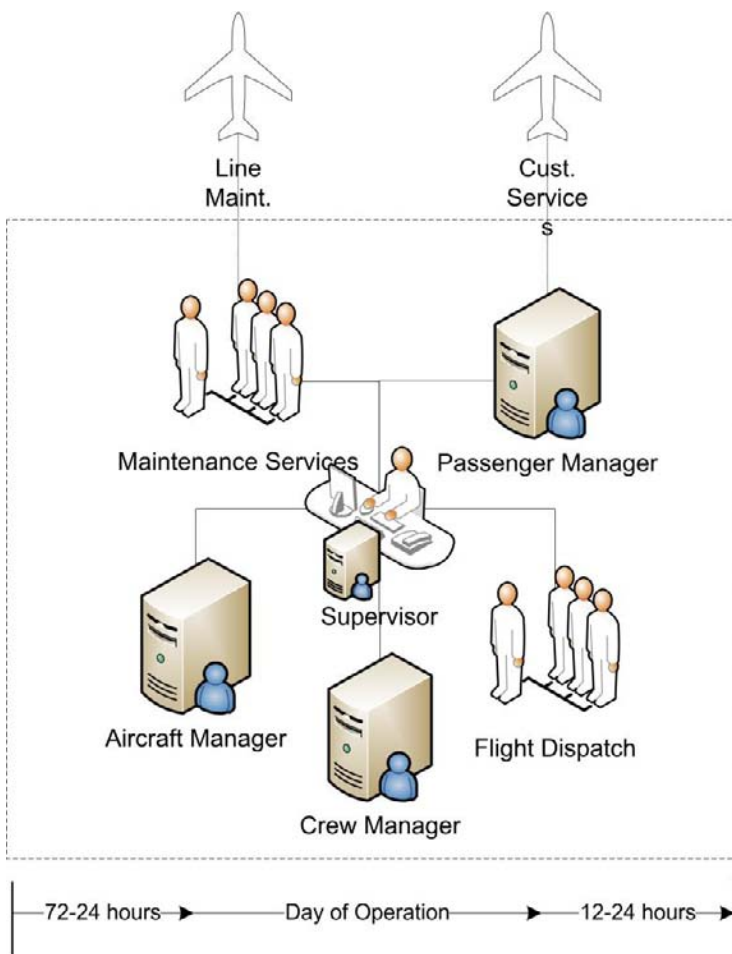 Line
Maint.
Cust.
Service
s
Maintenance Services
Passenger Manager
Supervisor
Aircraft Manager
Flight Dispatch
Crew Manager
72-24 hours
Day of Operation
12-24 hours